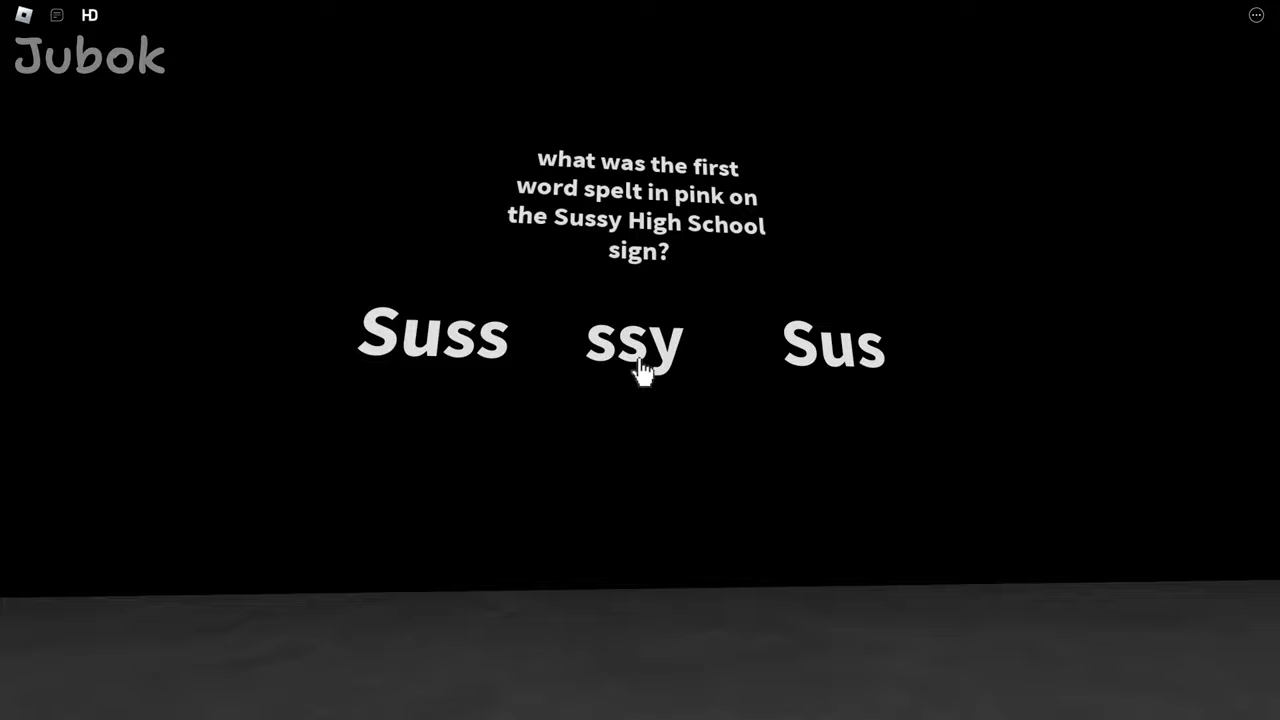 HD
Jubok
what was the first
word spelt in pink on
the Sussy High School
sign?
Suss ssy Sus